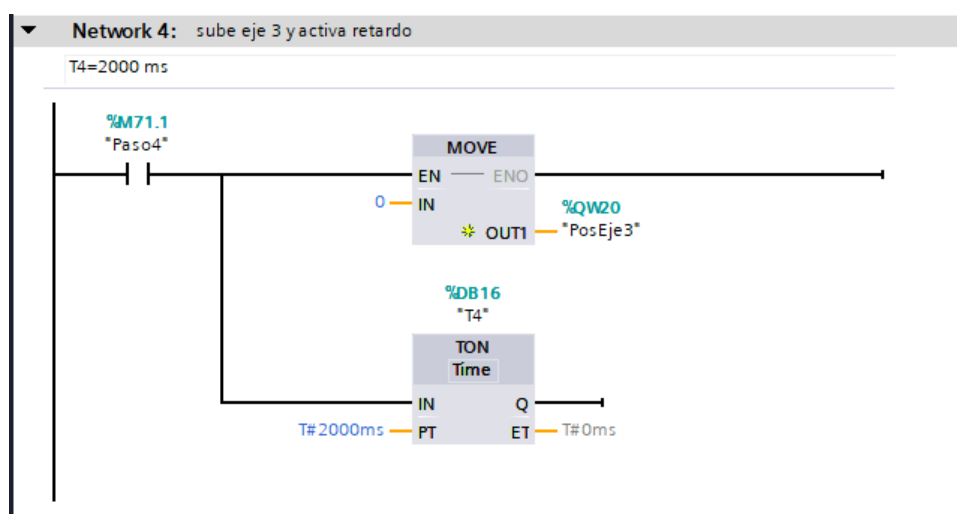 Network 4: sube eje 3 y activa retardo
T4=2000 ms
%M71.1
"Paso4"
MOVE
EN ENO
0 IN
%QW20
OUT1 "PosEje3"
%DB16
"T4"
TON
Time
IN Q
T#2000ms PT ET T#0ms